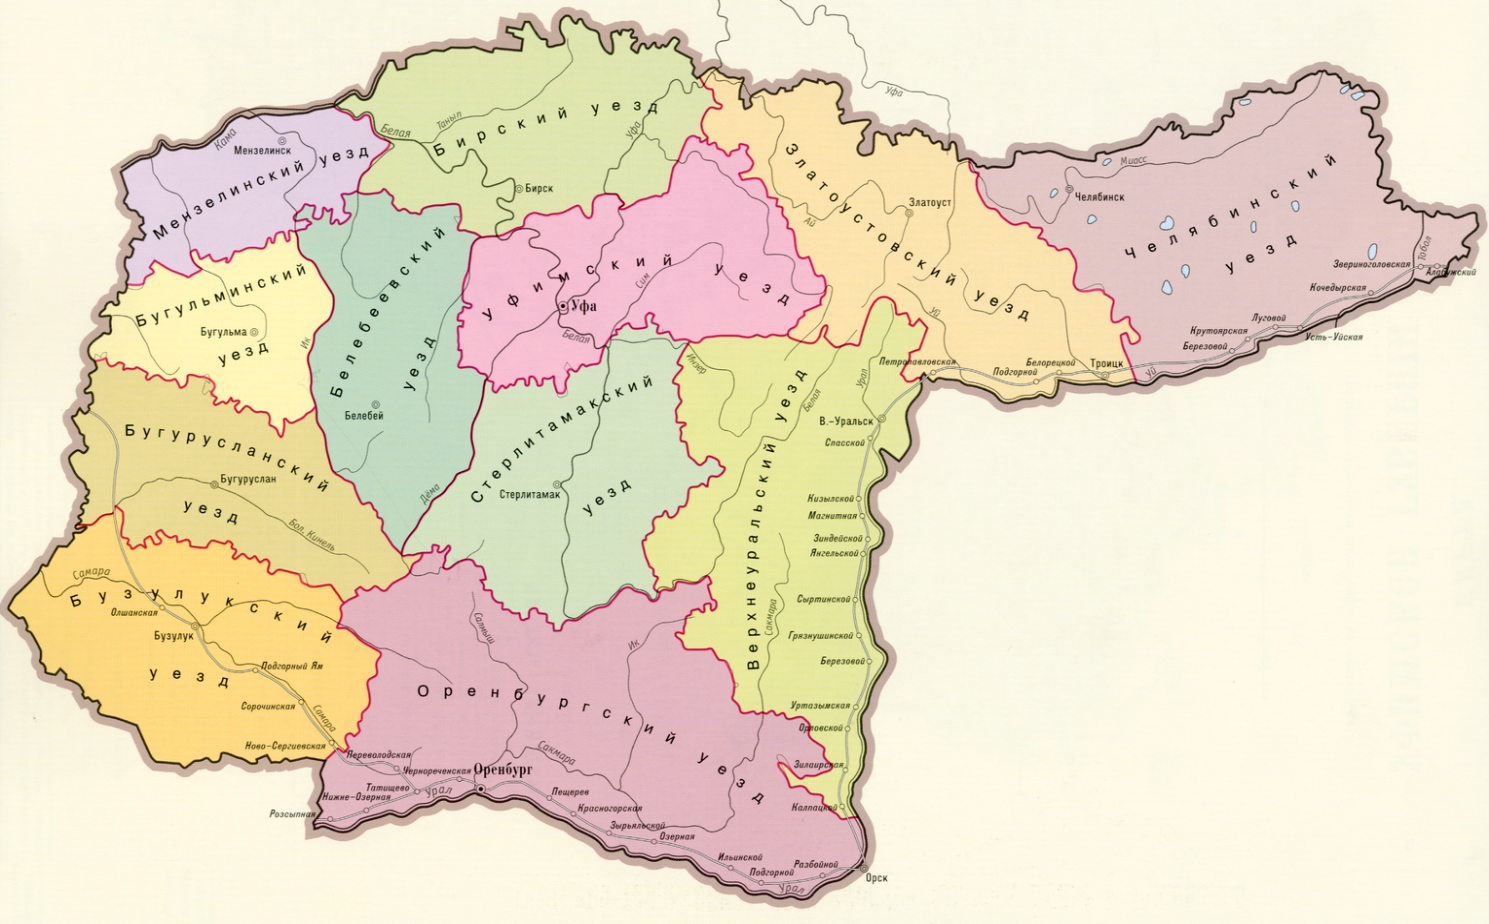 Уфа
Бирский уезд
Белая
Танып
Уфа
Бирск
Кама
Мензелинск
Мензелинский уезд
Златоустовский уезд
Златоуст
Ай
Уй
Миасс
Челябинск
Челябинский
уезд
Тобол
Звериноголовская
Алабужский
Кочедырская
Луговой
Крутоярская
Усть-Уйская
Березовой
Уй
Бугульминский
Бугульма
уезд
Ик
Белебеевский
уезд
Белебей
Дёма
Уфимский уезд
Сим
Уфа
Белая
Петропавловская
Белорецкой
Троицк
Подгорной
Инзер
Белая
Урал
В.-Уральск
Спасской
Верхнеуральский уезд
Кизылской
Магнитная
Зиндейской
Янгельской
Сыртинской
Грязнушинской
Березовой
Уртазымская
Орловской
Зилаирская
Калпацкой
Сакмара
Стерлитамакский
Стерлитамак
уезд
Бугурусланский
Бугуруслан
уезд
Бол. Кинель
Самара
Бузулукский
Олшанская
Бузулук
Подгорный Ям
уезд
Сорочинская
Самара
Ново-Сергиевская
Салмыш
Ик
Оренбургский уезд
Переволодская
Сакмара
Чернореченская
Оренбург
Татищево
Урал
Нижне-Озерная
Пещерев
Розсыпная
Красногорская
Зырьяльской
Озерная
Ильинской
Разбойной
Подгорной
Урал
Орск